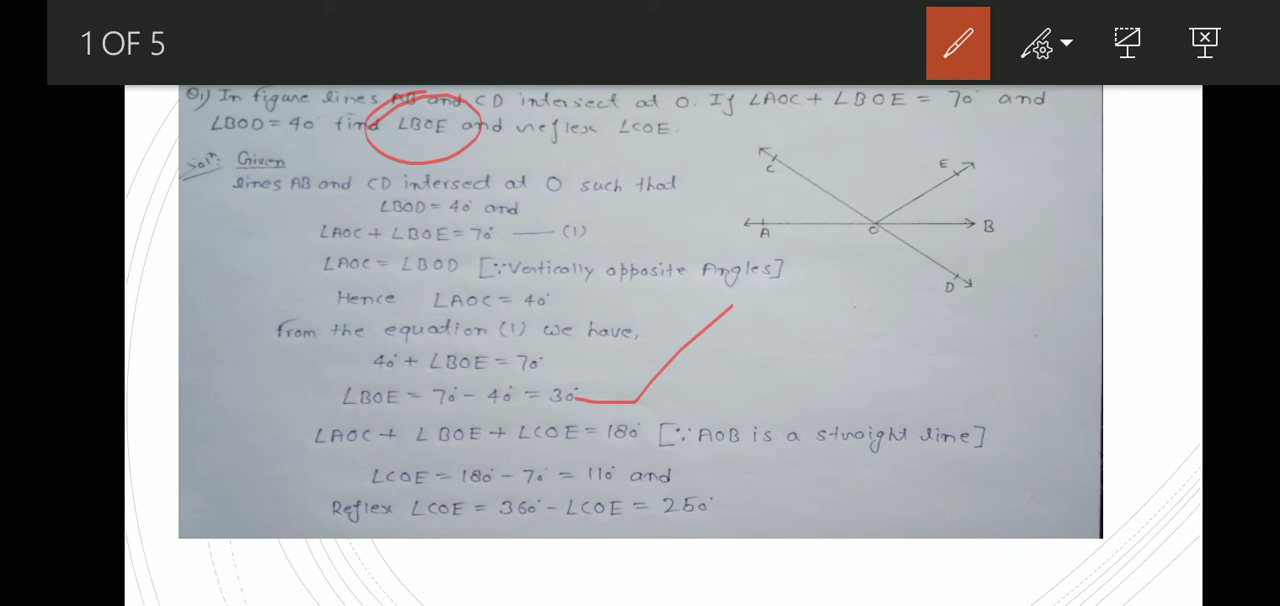 1 OF 5
Q1) In figure lines AB and CD intersect at O. If ∠AOC + ∠BOE = 70° and
∠BOD = 40° find ∠BOE and reflex ∠COE.
Solⁿ: Given
lines AB and CD intersect at O such that
∠BOD = 40° and
∠AOC + ∠BOE = 70° —— (1)
∠AOC = ∠BOD [∵ Vertically opposite Angles]
Hence ∠AOC = 40°
from the equation (1) we have,
40° + ∠BOE = 70°
∠BOE = 70° - 40° = 30°
∠AOC + ∠BOE + ∠COE = 180° [∵ AOB is a straight line]
∠COE = 180° - 70° = 110° and
Reflex ∠COE = 360° - ∠COE = 250°
C
E
A
O
B
D